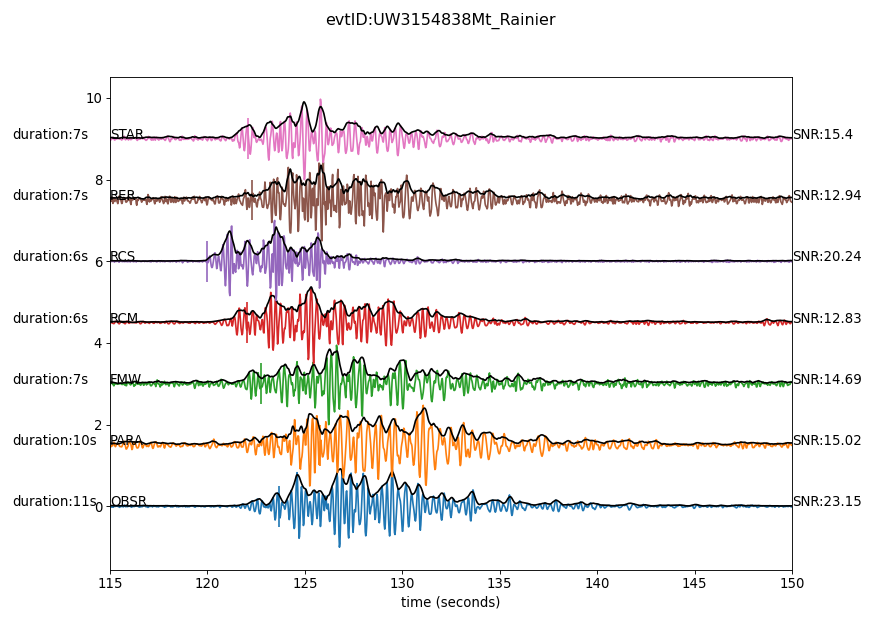 evtID:UW3154838Mt_Rainier
10
duration:7s STAR SNR:15.4
8
duration:7s RER SNR:12.94
duration:6s RCS SNR:20.24
6
duration:6s RCM SNR:12.83
4
duration:7s EMW SNR:14.69
2
duration:10s PARA SNR:15.02
duration:11s OBSR SNR:23.15
0
115 120 125 130 135 140 145 150
time (seconds)